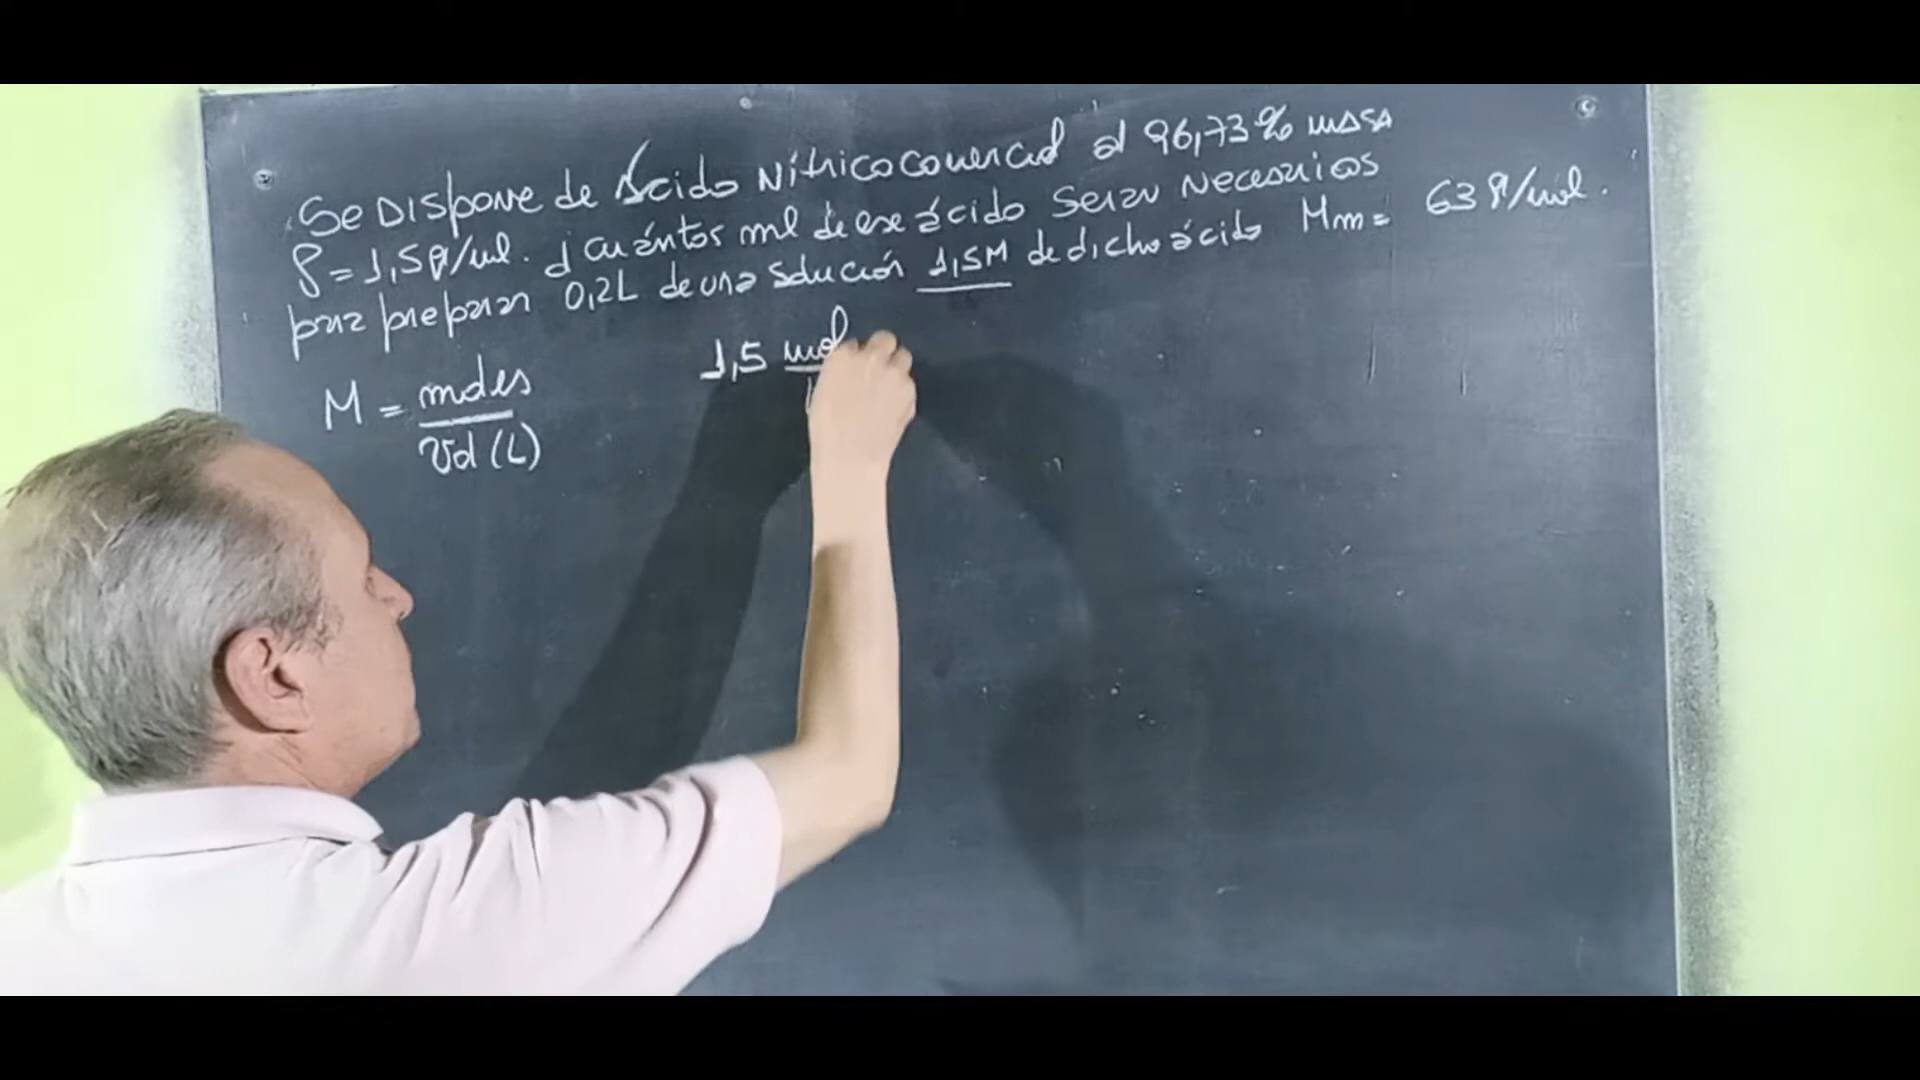 Se Dispone de Ácido Nítrico comercial al 96,73% masa
ρ = 1,5 g/ml. ¿Cuántos ml de ese ácido serán necesarios
para preparar 0,2L de una solución 1,5M de dicho ácido Mm = 63 g/mol.
M = moles
Vol (L)
1,5 mol